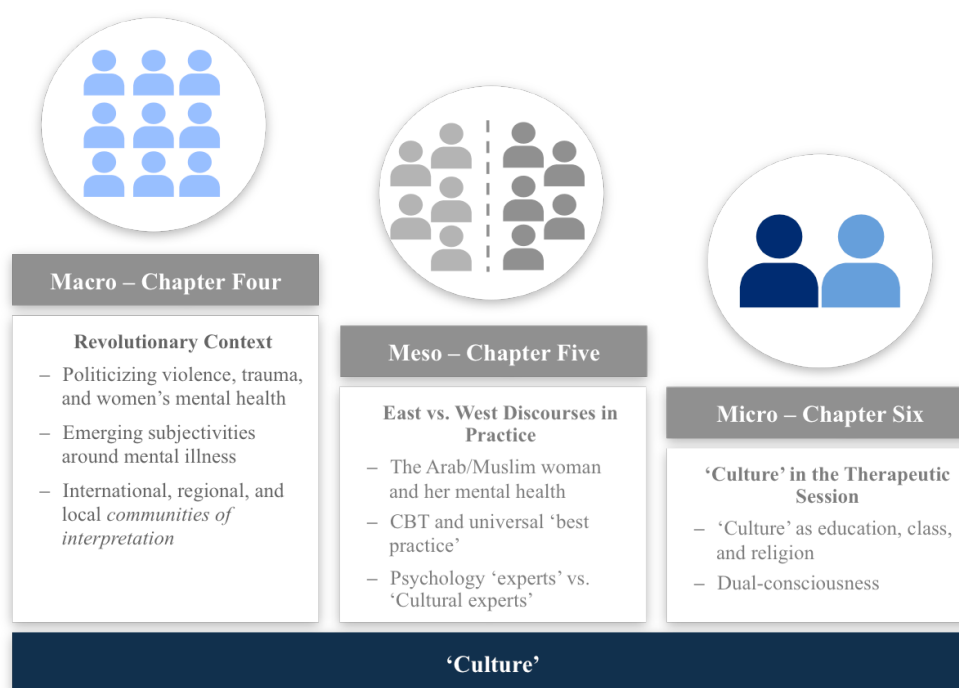 Macro – Chapter Four
Revolutionary Context
– Politicizing violence, trauma,
and women’s mental health
– Emerging subjectivities
around mental illness
– International, regional, and
local communities of
interpretation
Meso – Chapter Five
East vs. West Discourses in
Practice
– The Arab/Muslim woman
and her mental health
– CBT and universal ‘best
practice’
– Psychology ‘experts’ vs.
‘Cultural experts’
Micro – Chapter Six
‘Culture’ in the Therapeutic
Session
– ‘Culture’ as education, class,
and religion
– Dual-consciousness
‘Culture’